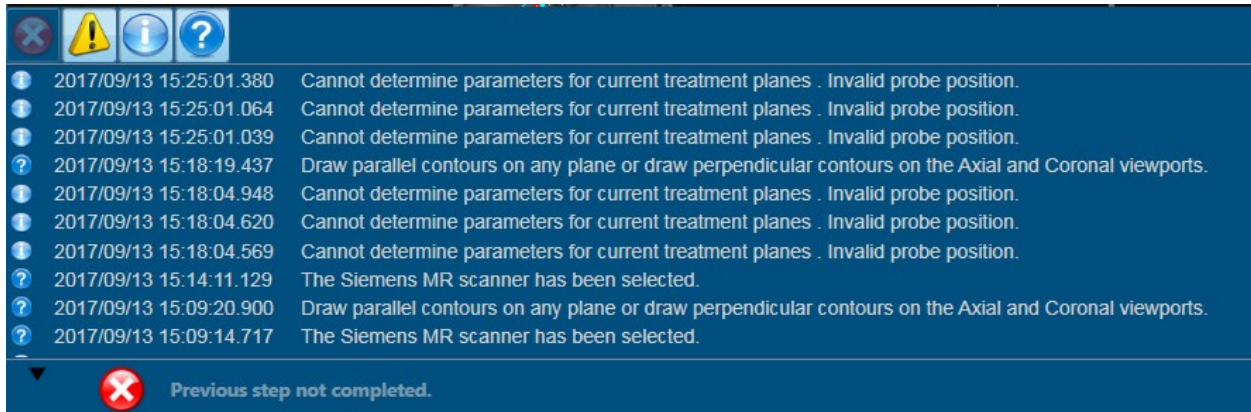 2017/09/13 15:25:01.380 Cannot determine parameters for current treatment planes . Invalid probe position.
2017/09/13 15:25:01.064 Cannot determine parameters for current treatment planes . Invalid probe position.
2017/09/13 15:25:01.039 Cannot determine parameters for current treatment planes . Invalid probe position.
2017/09/13 15:18:19.437 Draw parallel contours on any plane or draw perpendicular contours on the Axial and Coronal viewports.
2017/09/13 15:18:04.948 Cannot determine parameters for current treatment planes . Invalid probe position.
2017/09/13 15:18:04.620 Cannot determine parameters for current treatment planes . Invalid probe position.
2017/09/13 15:18:04.569 Cannot determine parameters for current treatment planes . Invalid probe position.
2017/09/13 15:14:11.129 The Siemens MR scanner has been selected.
2017/09/13 15:09:20.900 Draw parallel contours on any plane or draw perpendicular contours on the Axial and Coronal viewports.
2017/09/13 15:09:14.717 The Siemens MR scanner has been selected.
Previous step not completed.